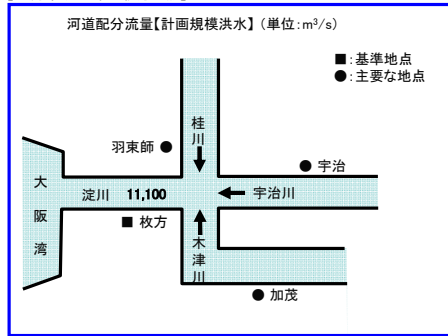 河道配分流量【計画規模洪水】（単位:m³/s）
■:基準地点
●:主要な地点
桂川
羽束師 ●
● 宇治
大阪湾
淀川 11,100
宇治川
■ 枚方
木津川
● 加茂